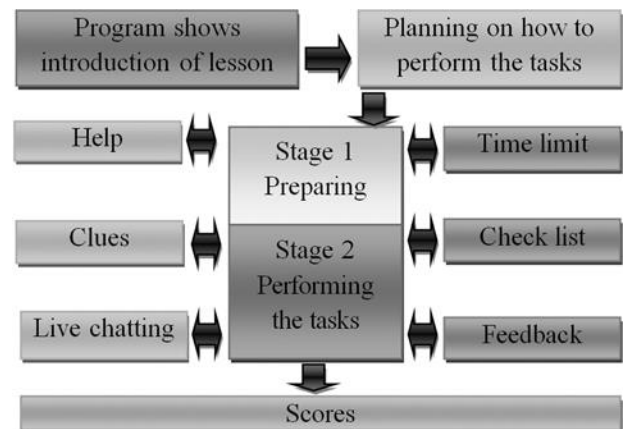 Program shows
introduction of lesson
Planning on how to
perform the tasks
Help
Stage 1
Preparing
Time limit
Clues
Stage 2
Performing
the tasks
Check list
Live chatting
Feedback
Scores